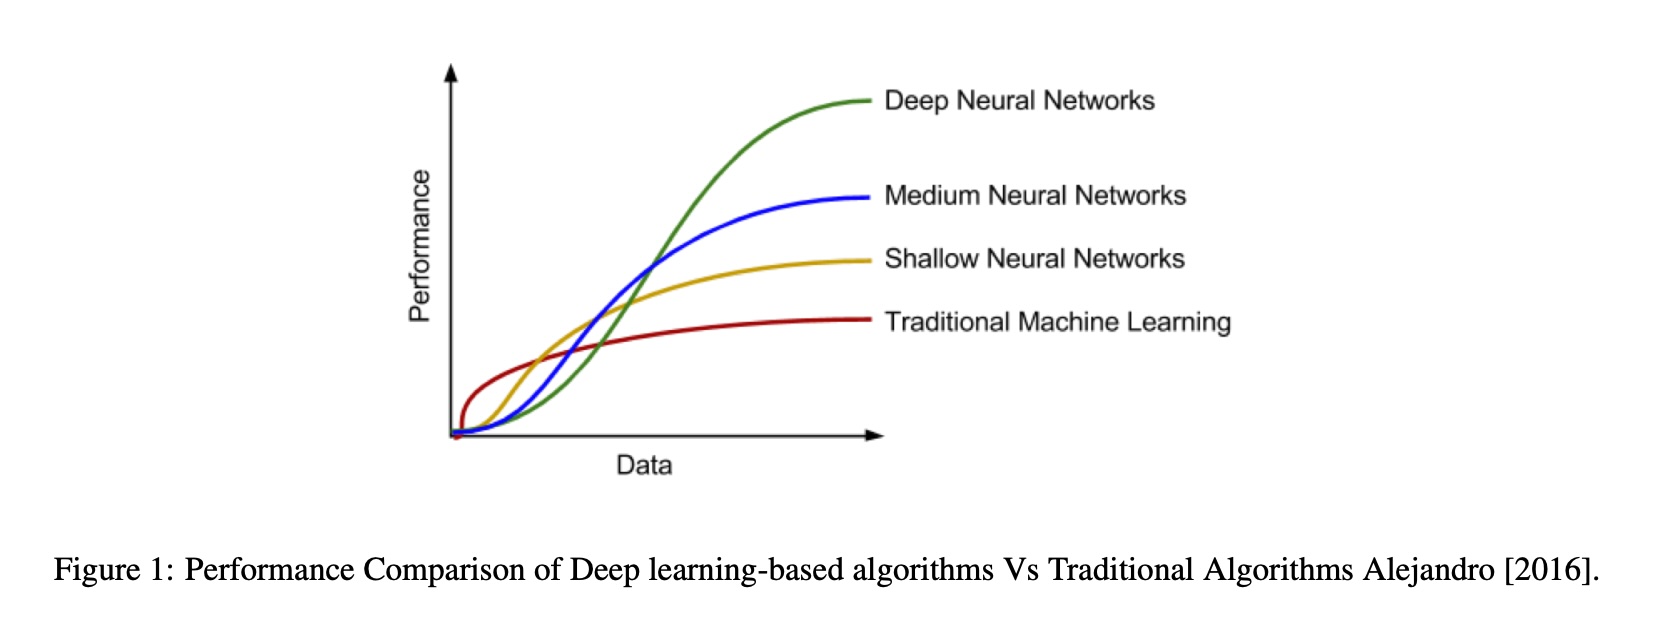 Deep Neural Networks
Medium Neural Networks
Shallow Neural Networks
Traditional Machine Learning
Performance
Data
Figure 1: Performance Comparison of Deep learning-based algorithms Vs Traditional Algorithms Alejandro [2016].